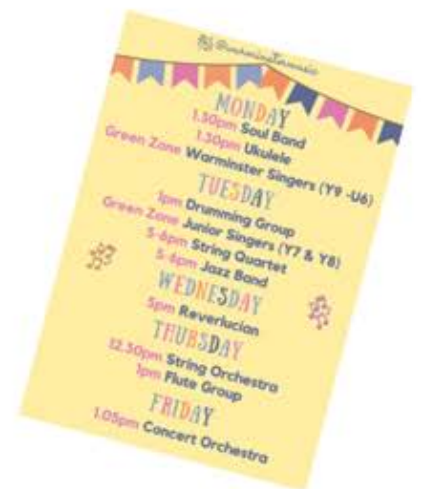 @warminstermusic
MONDAY
1.30pm Soul Band
1.30pm Ukulele
Green Zone Warminster Singers (Y9 -U6)
TUESDAY
1pm Drumming Group
Green Zone Junior Singers (Y7 & Y8)
5-6pm String Quartet
5-6pm Jazz Band
WEDNESDAY
5pm Reverlucian
THURSDAY
12.30pm String Orchestra
1pm Flute Group
FRIDAY
1.05pm Concert Orchestra